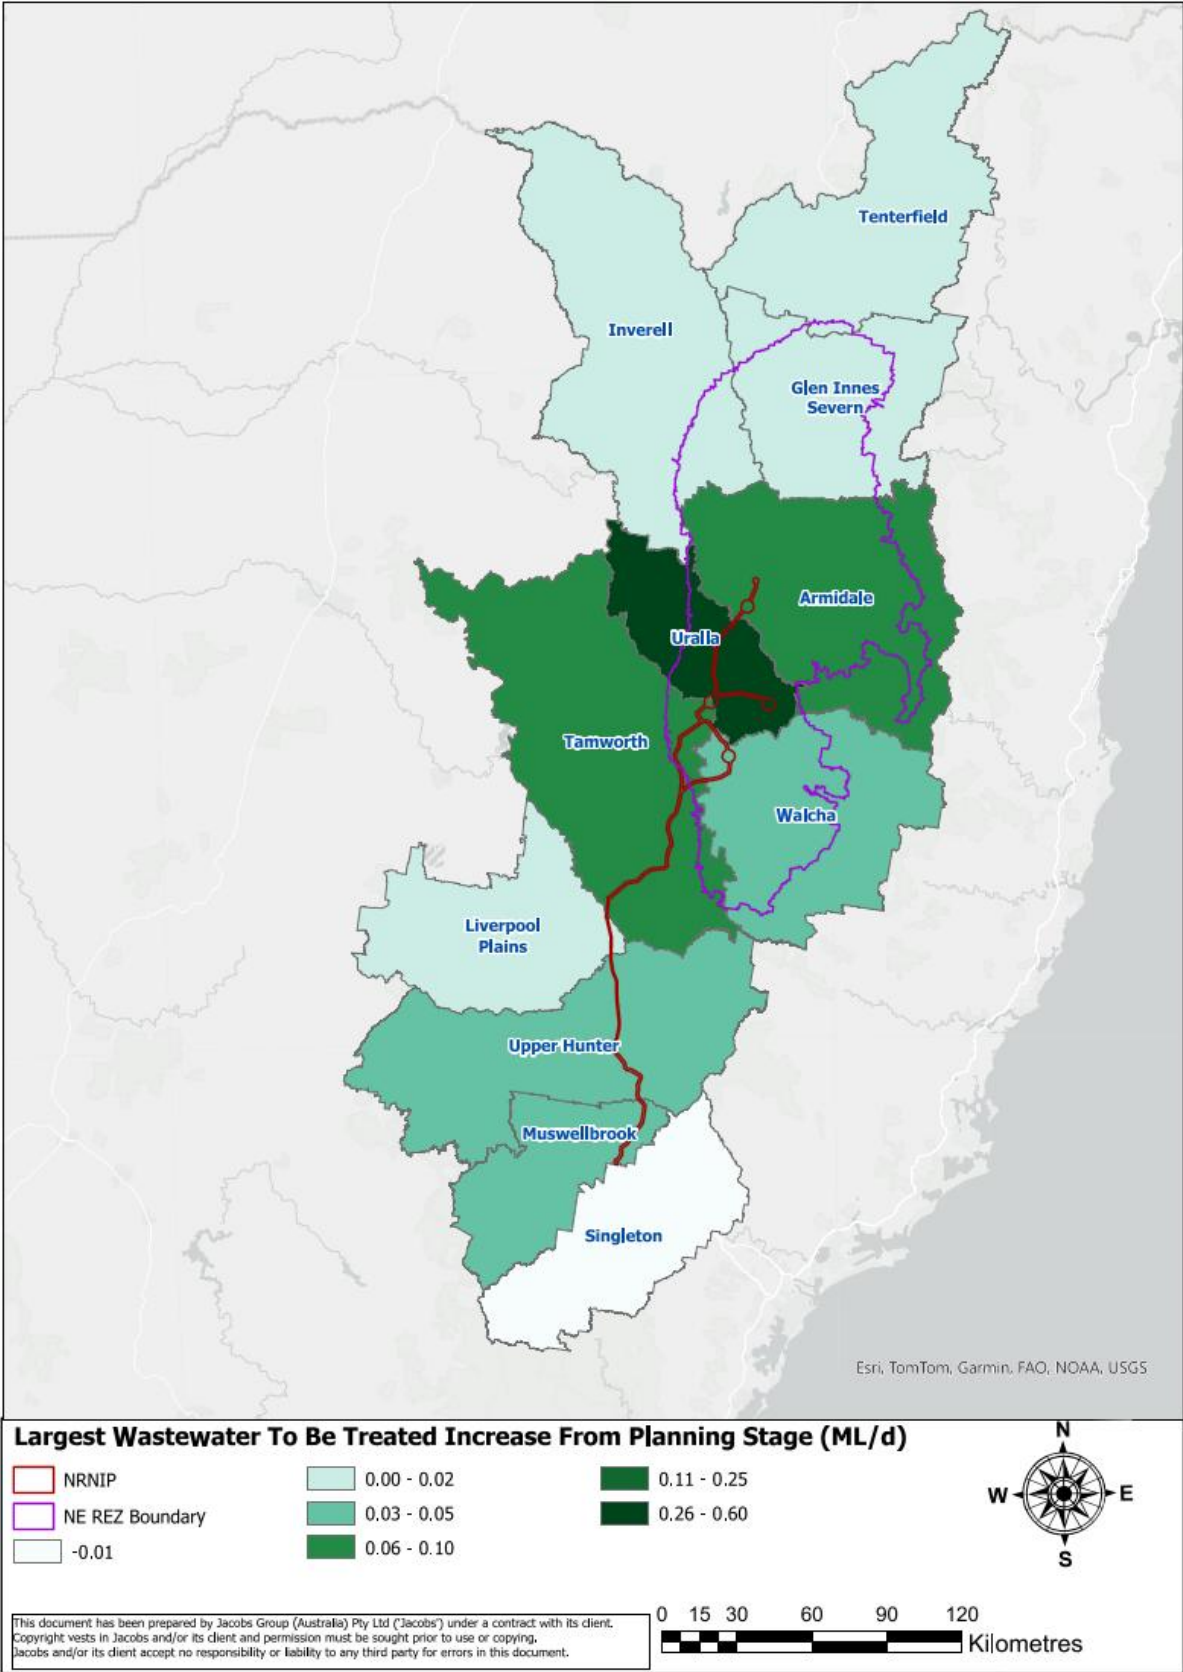 Tenterfield
Inverell
Glen Innes
Severn
Armidale
Uralla
Tamworth
Walcha
Liverpool
Plains
Upper Hunter
Muswellbrook
Singleton
Esri, TomTom, Garmin, FAO, NOAA, USGS
Largest Wastewater To Be Treated Increase From Planning Stage (ML/d)
NRNIP
NE REZ Boundary
-0.01
0.00 - 0.02
0.03 - 0.05
0.06 - 0.10
0.11 - 0.25
0.26 - 0.60
N
W
E
S
This document has been prepared by Jacobs Group (Australia) Pty Ltd ('Jacobs') under a contract with its client.
Copyright vests in Jacobs and/or its client and permission must be sought prior to use or copying.
Jacobs and/or its client accept no responsibility or liability to any third party for errors in this document.
0 15 30 60 90 120
Kilometres